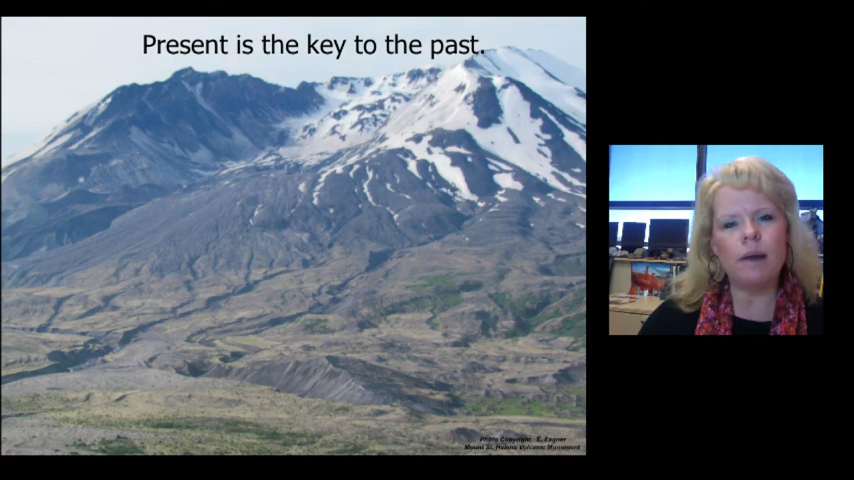 Present is the key to the past.
Photo Copyright: E. Eagner
Mount St. Helens Volcanic Monument